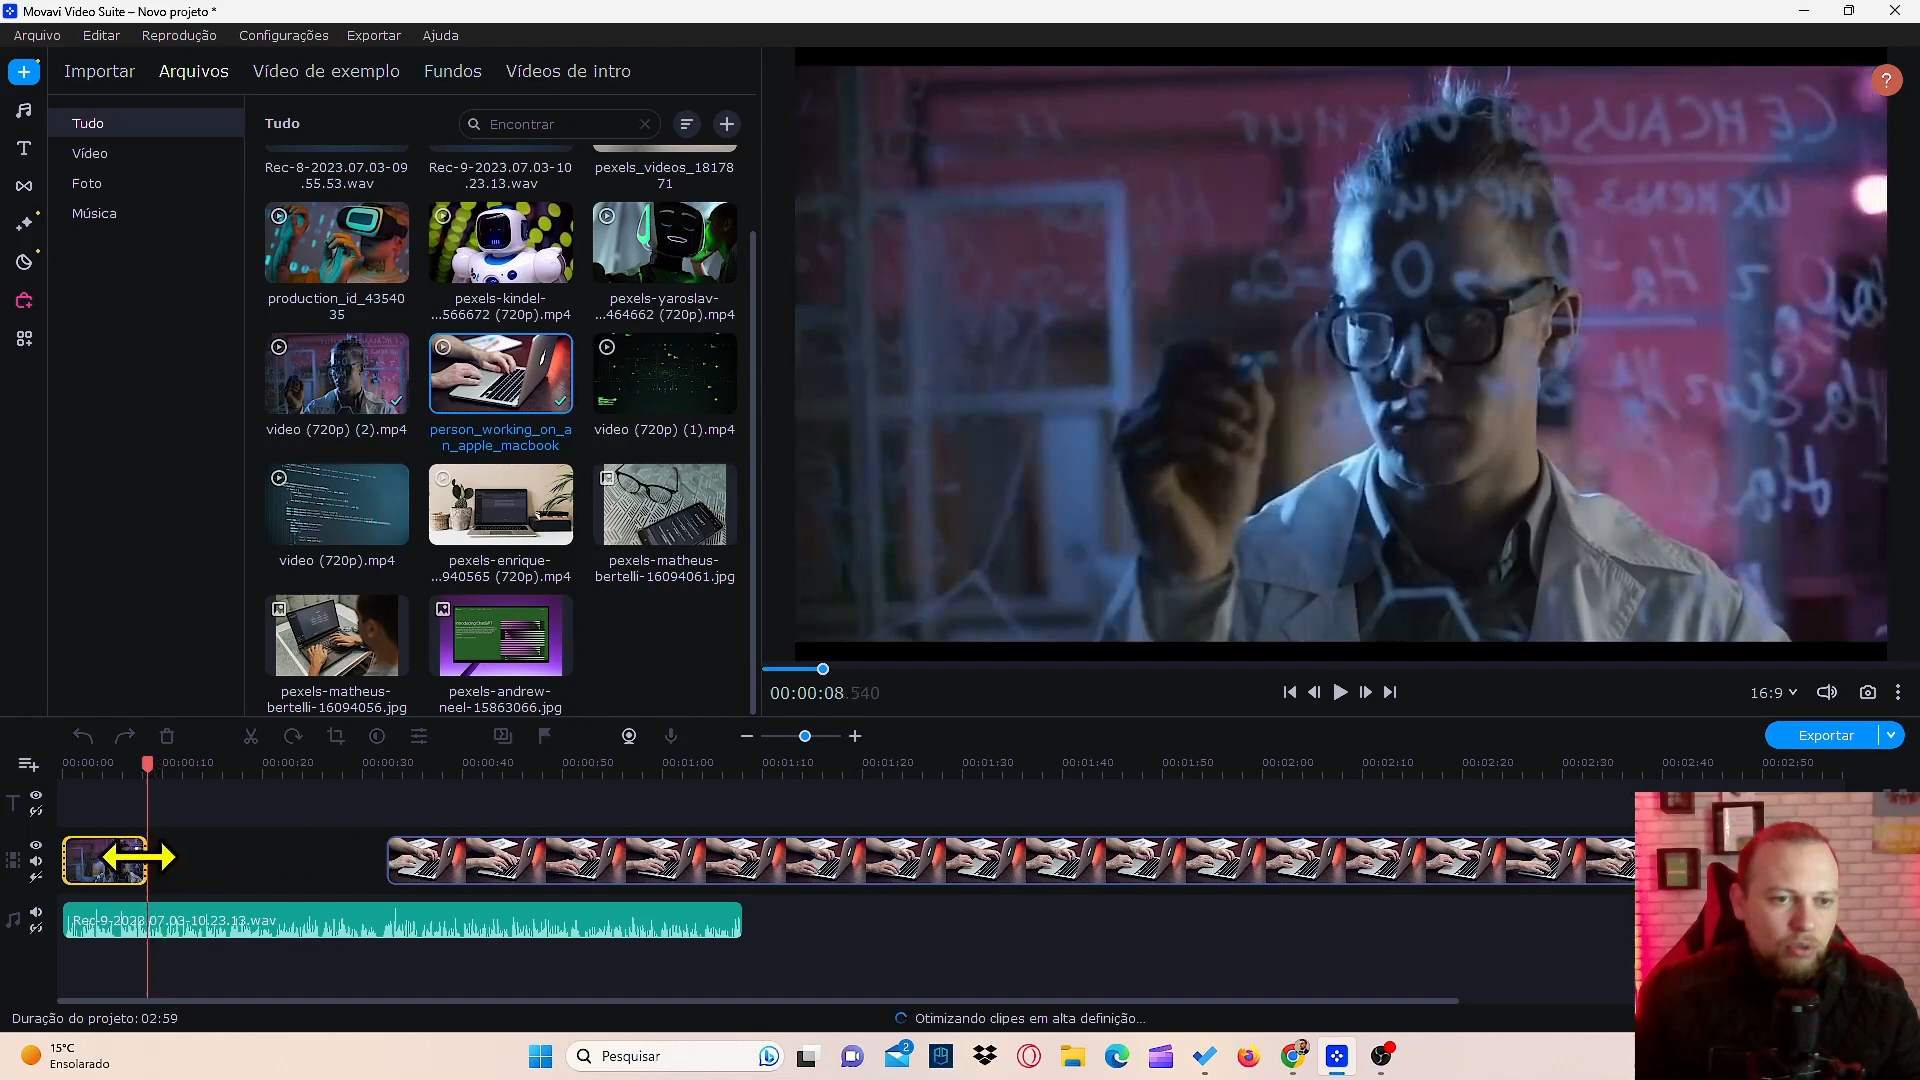 Movavi Video Suite – Novo projeto *
Arquivo Editar Reprodução Configurações Exportar Ajuda
Importar Arquivos Vídeo de exemplo Fundos Vídeos de intro
Tudo
Vídeo
Foto
Música
Tudo
Encontrar
Rec-8-2023.07.03-09
.55.53.wav
Rec-9-2023.07.03-10
.23.13.wav
pexels_videos_18178
71
production_id_43540
35
pexels-kindel-
...566672 (720p).mp4
pexels-yaroslav-
...464662 (720p).mp4
video (720p) (2).mp4
person_working_on_a
n_apple_macbook
video (720p) (1).mp4
video (720p).mp4
pexels-enrique-
...940565 (720p).mp4
pexels-matheus-
bertelli-16094061.jpg
pexels-matheus-
bertelli-16094056.jpg
pexels-andrew-
neel-15863066.jpg
?
00:00:08.540
16:9
Exportar
00:00:00 00:00:10 00:00:20 00:00:30 00:00:40 00:00:50 00:01:00 00:01:10 00:01:20 00:01:30 00:01:40 00:01:50 00:02:00 00:02:10 00:02:20 00:02:30 00:02:40 00:02:50
Rec-9-2023.07.03-10.23.13.wav
Duração do projeto: 02:59
Otimizando clipes em alta definição...
15°C
Ensolarado
Pesquisar
2